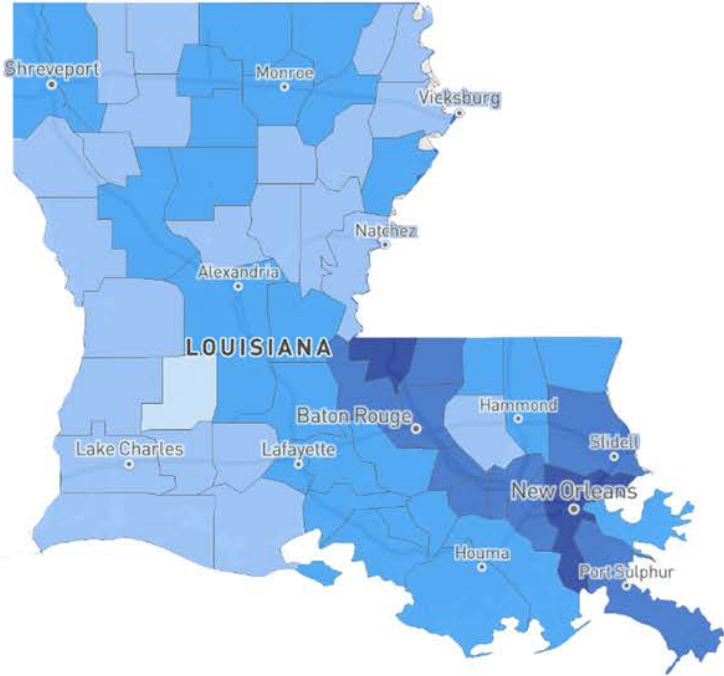 Shreveport
Monroe
Vicksburg
Natchez
Alexandria
LOUISIANA
Hammond
Baton Rouge
Slidell
Lake Charles
Lafayette
New Orleans
Houma
Port Sulphur